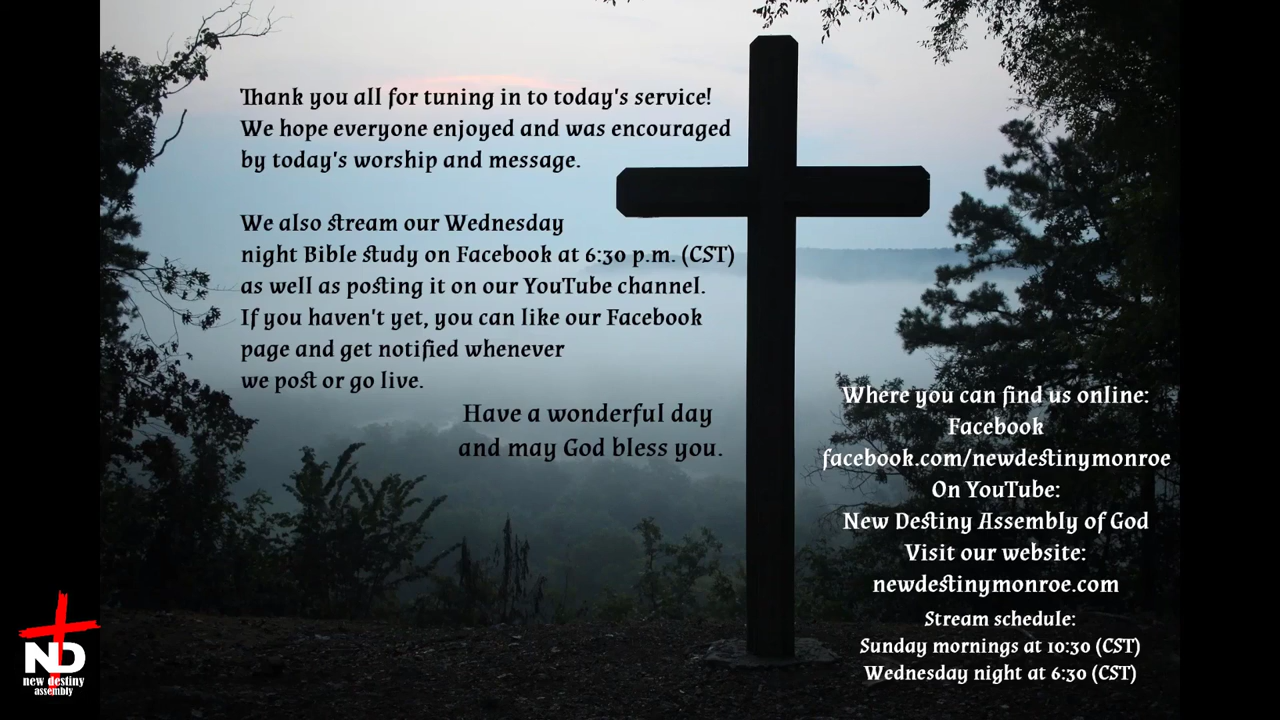 Thank you all for tuning in to today's service!
We hope everyone enjoyed and was encouraged
by today's worship and message.
We also stream our Wednesday
night Bible study on Facebook at 6:30 p.m. (CST)
as well as posting it on our YouTube channel.
If you haven't yet, you can like our Facebook
page and get notified whenever
we post or go live.
Have a wonderful day
and may God bless you.
Where you can find us online:
Facebook
facebook.com/newdestinymonroe
On YouTube:
New Destiny Assembly of God
Visit our website:
newdestinymonroe.com
Stream schedule:
Sunday mornings at 10:30 (CST)
Wednesday night at 6:30 (CST)
ND
new destiny
assembly